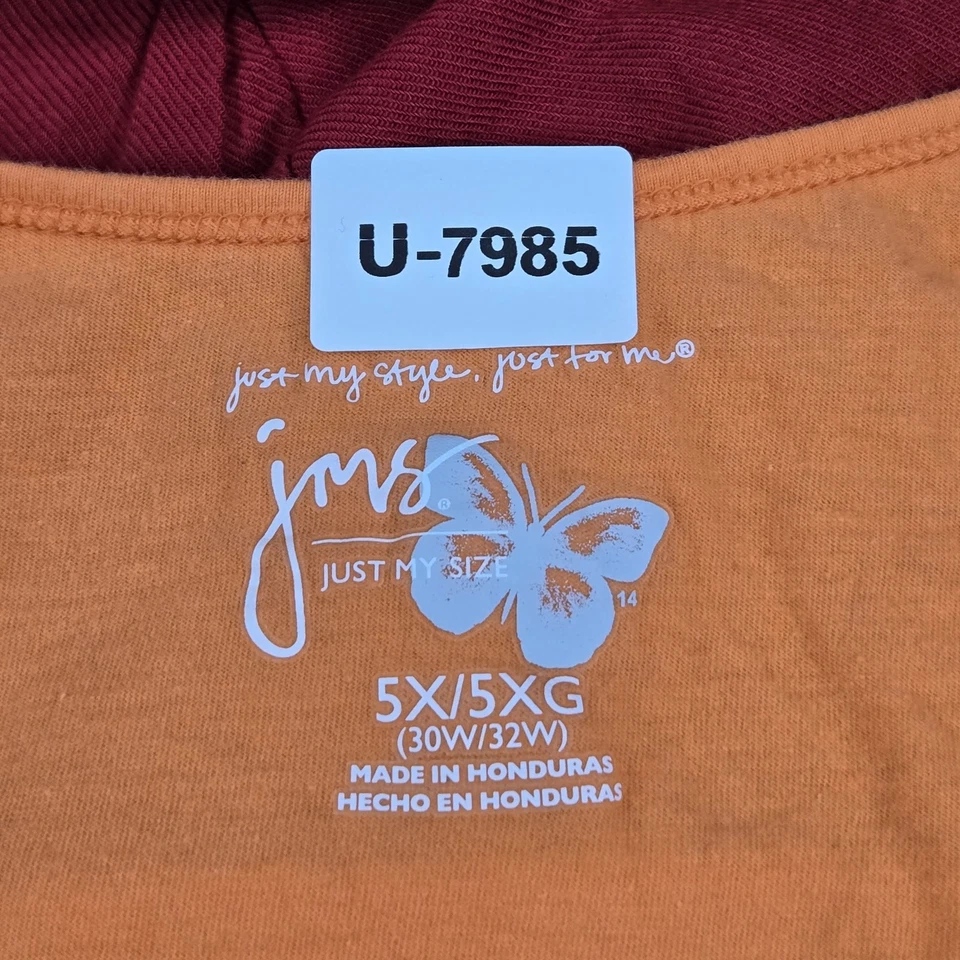 U-7985
just my style. just for me®
jms®
JUST MY SIZE
14
5X/5XG
(30W/32W)
MADE IN HONDURAS
HECHO EN HONDURAS